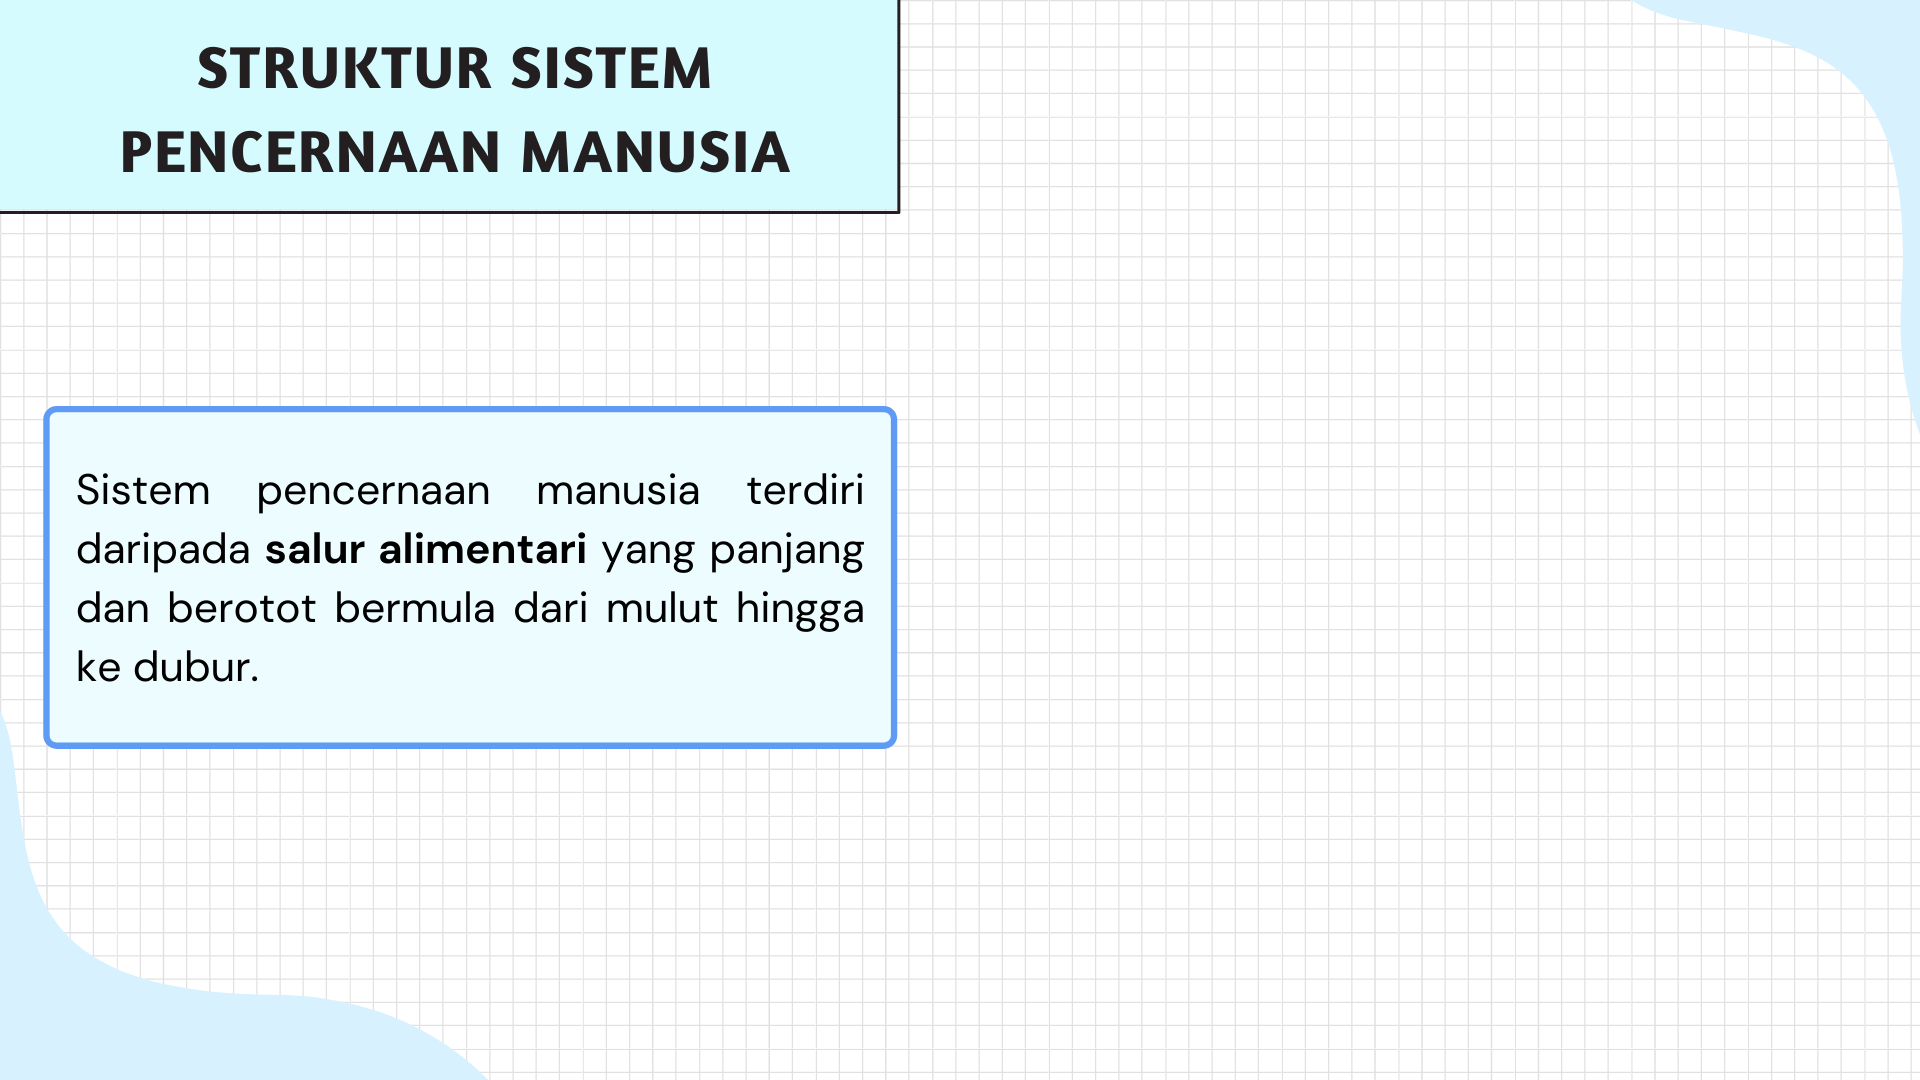 STRUKTUR SISTEM
PENCERNAAN MANUSIA
Sistem pencernaan manusia terdiri
daripada salur alimentari yang panjang
dan berotot bermula dari mulut hingga
ke dubur.